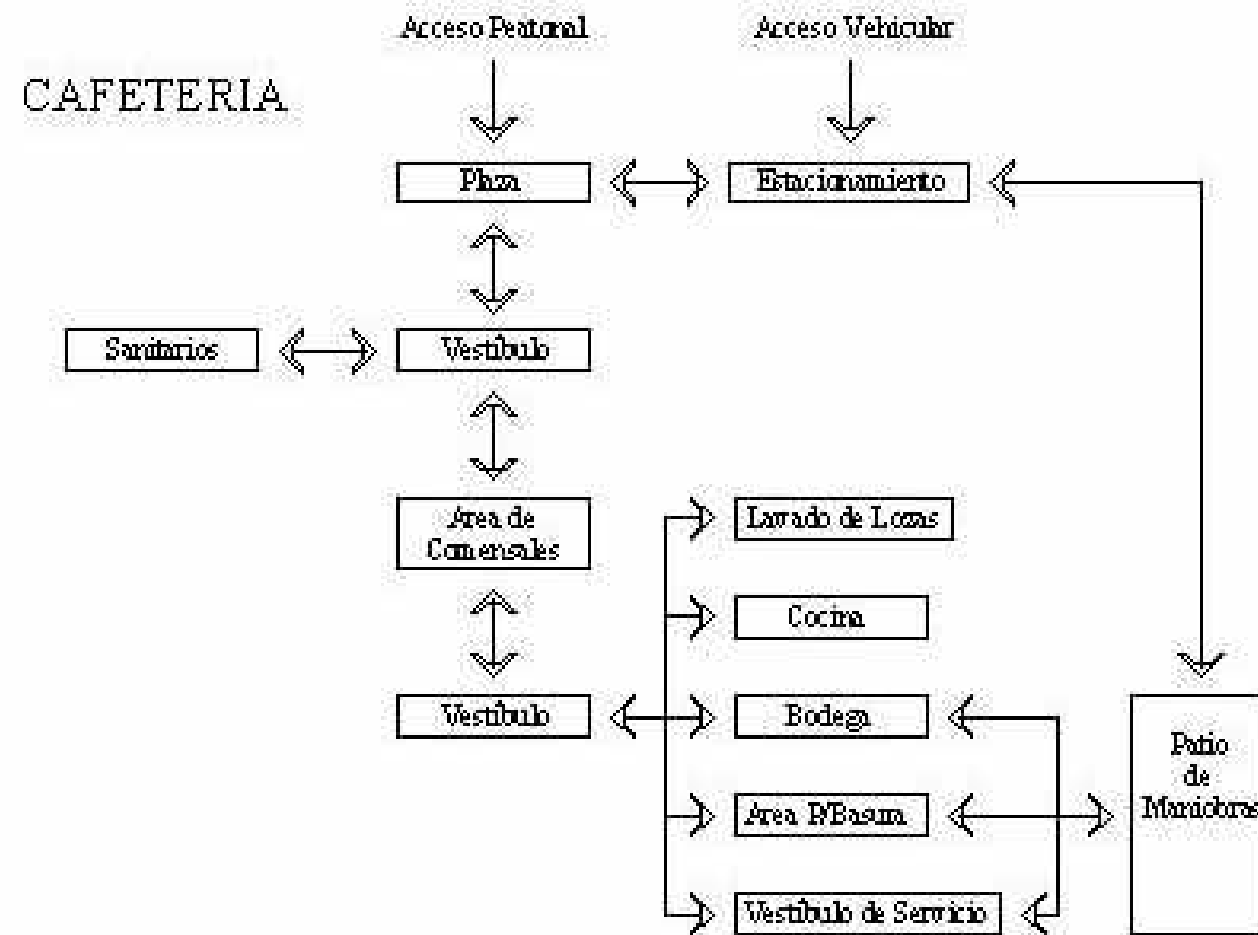 Acceso Peatonal
Acceso Vehicular
CAFETERIA
Plaza
Estacionamiento
Sanitarios
Vestíbulo
Area de
Comensales
Lavado de Lozas
Cocina
Vestíbulo
Bodega
Patio
de
Maniobras
Area P/Basura
Vestíbulo de Servicio